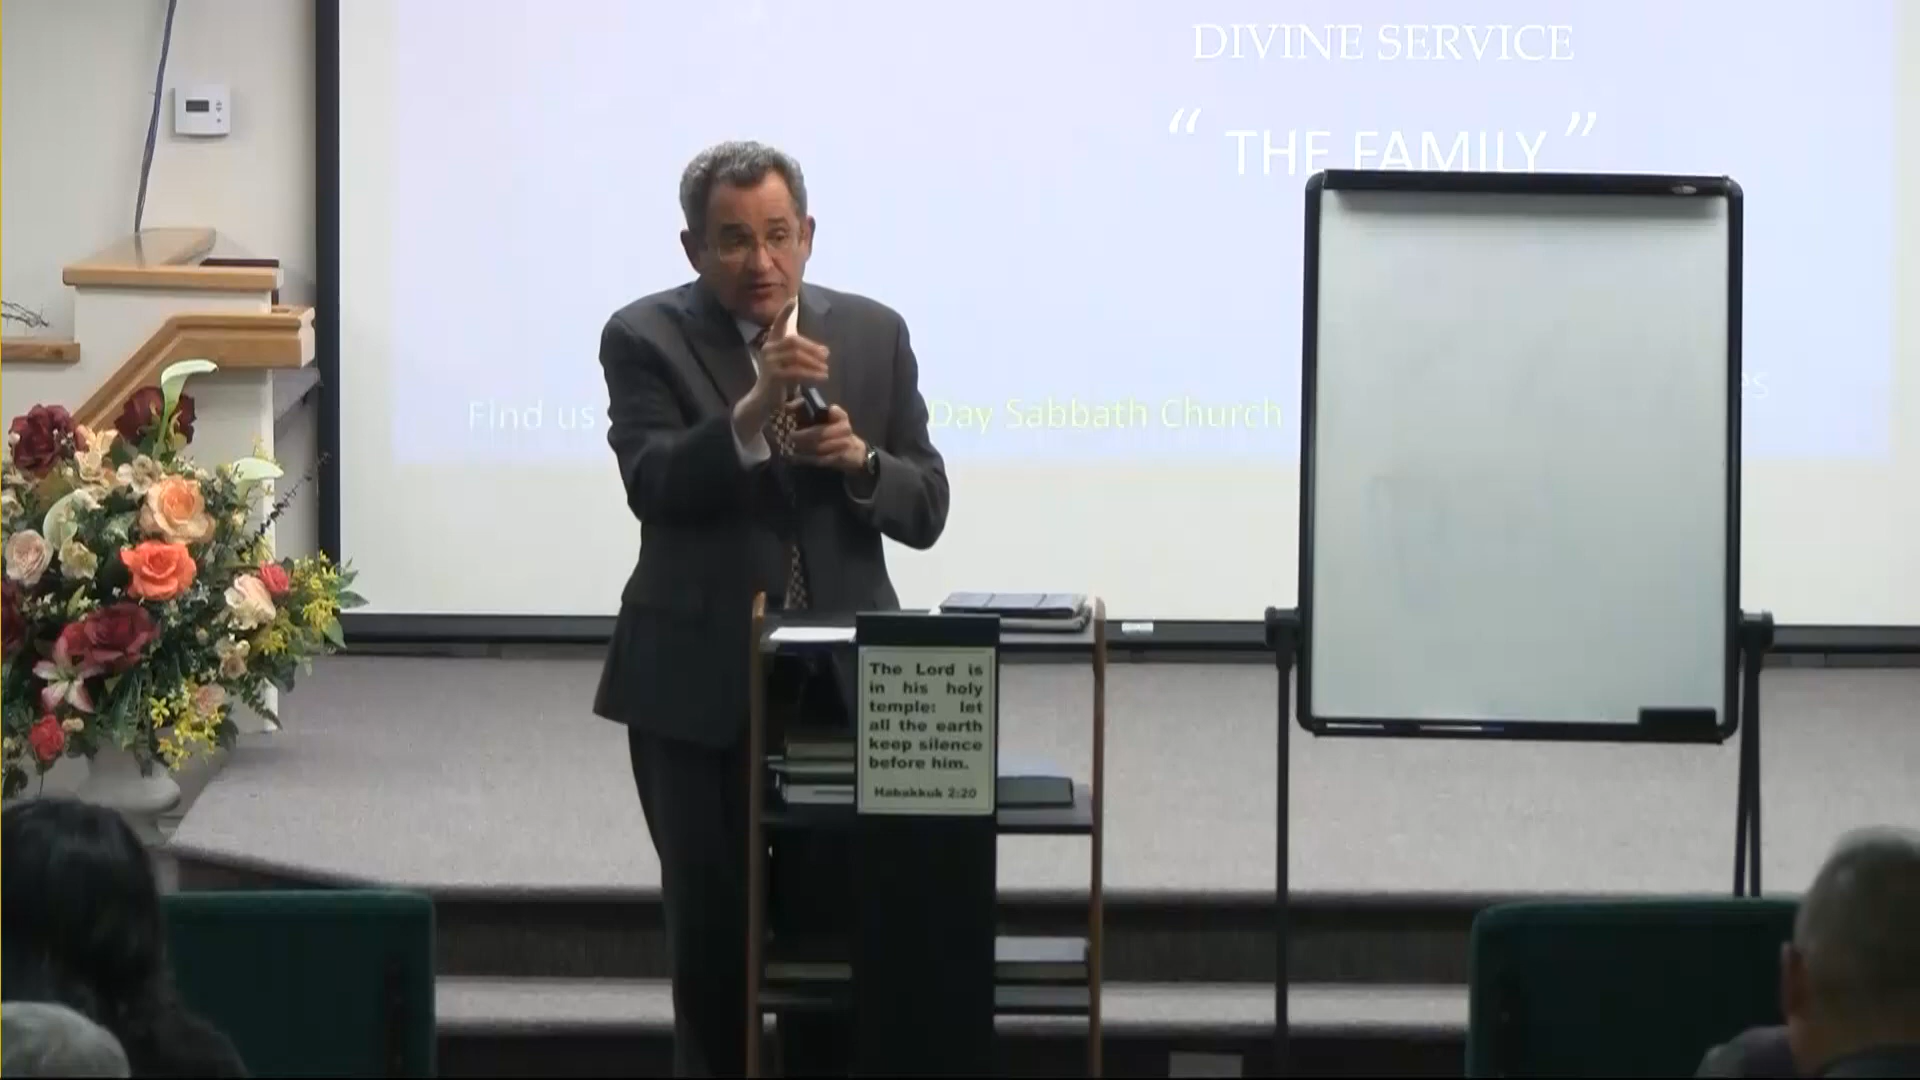 DIVINE SERVICE
“ THE FAMILY ”
Find us Day Sabbath Church es
The Lord is
in his holy
temple: let
all the earth
keep silence
before him.
Habakkuk 2:20